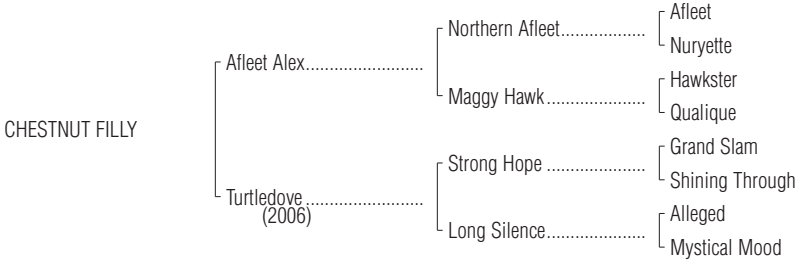 Afleet
Northern Afleet...................
Nuryette
Afleet Alex.........................
Hawkster
Maggy Hawk......................
Qualique
CHESTNUT FILLY
Grand Slam
Strong Hope......................
Shining Through
Turtledove.........................
(2006)
Alleged
Long Silence......................
Mystical Mood